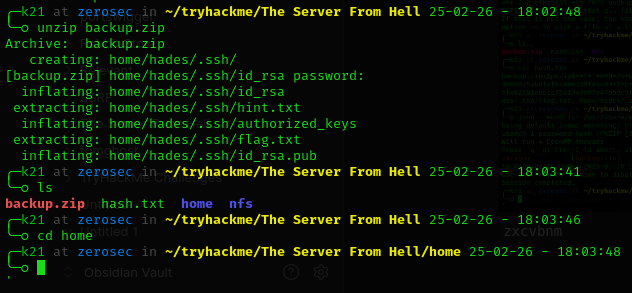 ╭─k21 at zerosec in ~/tryhackme/The Server From Hell 25-02-26 - 18:02:48
╰─○ unzip backup.zip
Archive:  backup.zip
   creating: home/hades/.ssh/
[backup.zip] home/hades/.ssh/id_rsa password:
  inflating: home/hades/.ssh/id_rsa
 extracting: home/hades/.ssh/hint.txt
  inflating: home/hades/.ssh/authorized_keys
 extracting: home/hades/.ssh/flag.txt
  inflating: home/hades/.ssh/id_rsa.pub
╭─k21 at zerosec in ~/tryhackme/The Server From Hell 25-02-26 - 18:03:41
╰─○ ls
backup.zip  hash.txt  home  nfs
╭─k21 at zerosec in ~/tryhackme/The Server From Hell 25-02-26 - 18:03:46
╰─○ cd home
╭─k21 at zerosec in ~/tryhackme/The Server From Hell/home 25-02-26 - 18:03:48
╰─○
zxcvbnm
Obsidian Vault